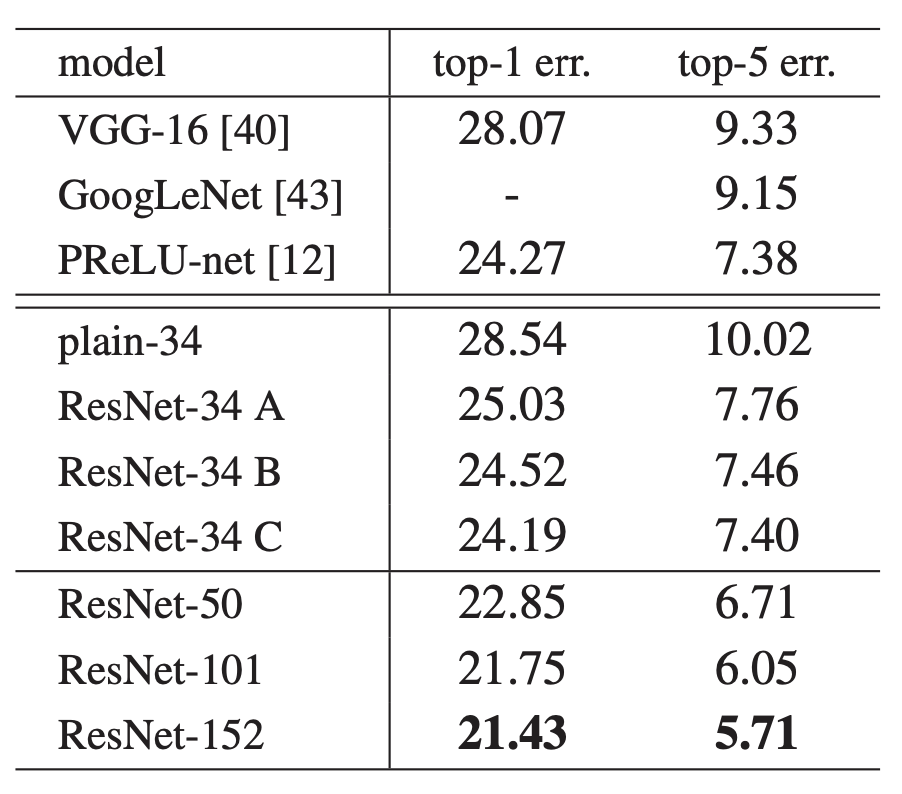 model top-1 err. top-5 err.
VGG-16 [40] 28.07 9.33
GoogLeNet [43] - 9.15
PReLU-net [12] 24.27 7.38
plain-34 28.54 10.02
ResNet-34 A 25.03 7.76
ResNet-34 B 24.52 7.46
ResNet-34 C 24.19 7.40
ResNet-50 22.85 6.71
ResNet-101 21.75 6.05
ResNet-152 21.43 5.71